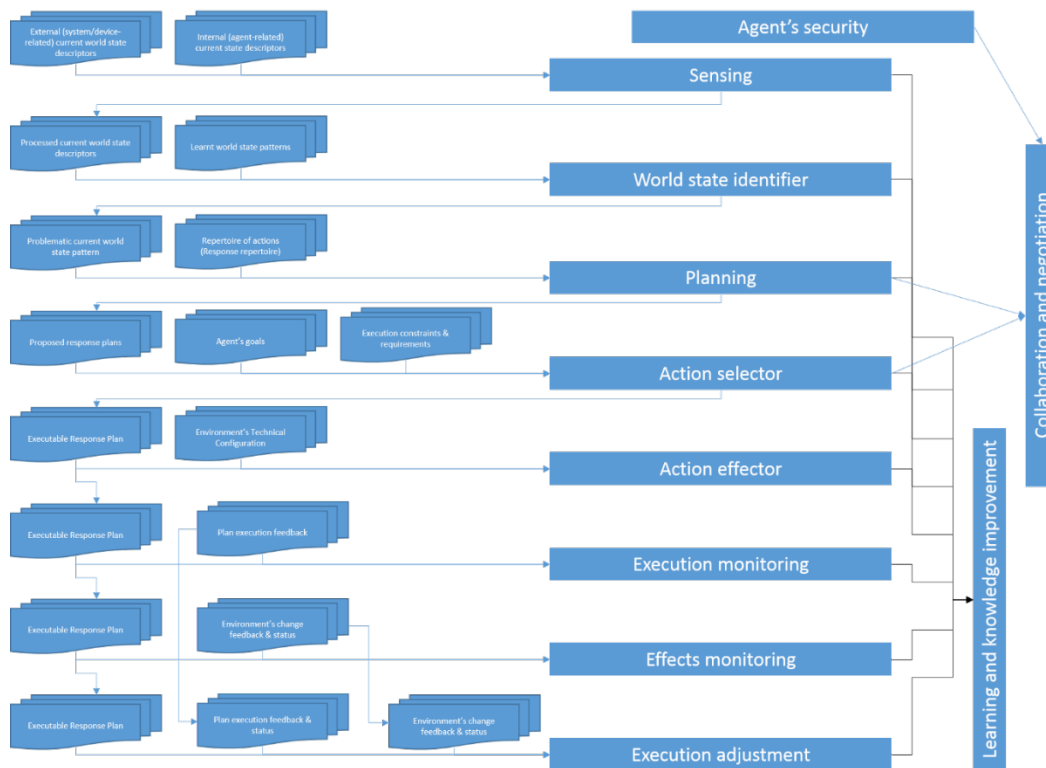 External (system/device-
related) current world state
descriptors
Internal (agent-related)
current state descriptors
Agent's security
Sensing
Processed current world state
descriptors
Learnt world state patterns
World state identifier
Problematic current world
state pattern
Repertoire of actions
(Response repertoire)
Planning
Proposed response plans
Agent's goals
Execution constraints &
requirements
Action selector
Collaboration and negotiation
Executable Response Plan
Environment's Technical
Configuration
Action effector
Executable Response Plan
Plan execution feedback
Execution monitoring
Executable Response Plan
Environment's change
feedback & status
Effects monitoring
Learning and knowledge improvement
Executable Response Plan
Plan execution feedback &
status
Environment's change
feedback & status
Execution adjustment